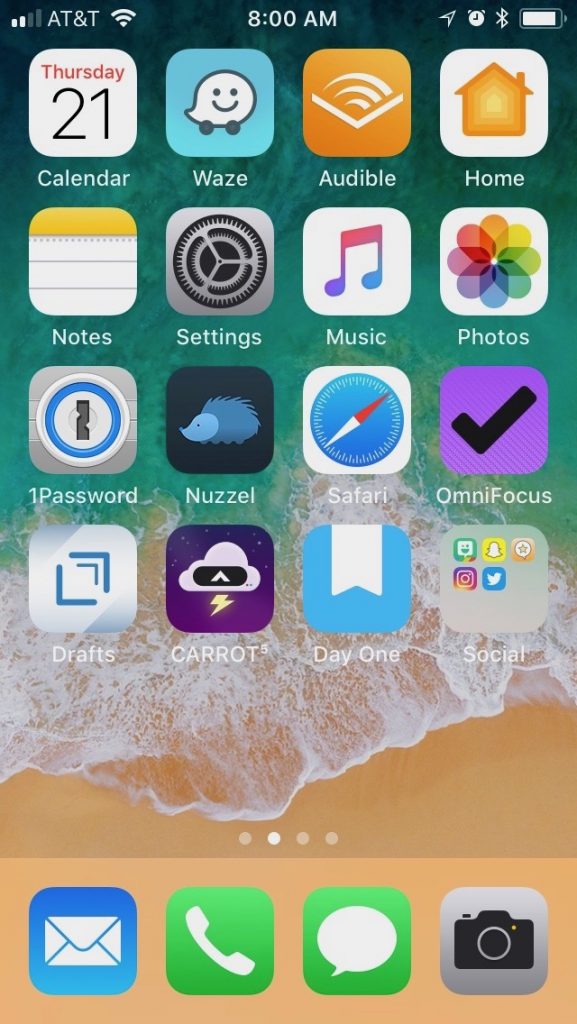 AT&T 8:00 AM
Thursday
21
Calendar Waze Audible Home
Notes Settings Music Photos
1Password Nuzzel Safari OmniFocus
Drafts CARROT⁵ Day One Social